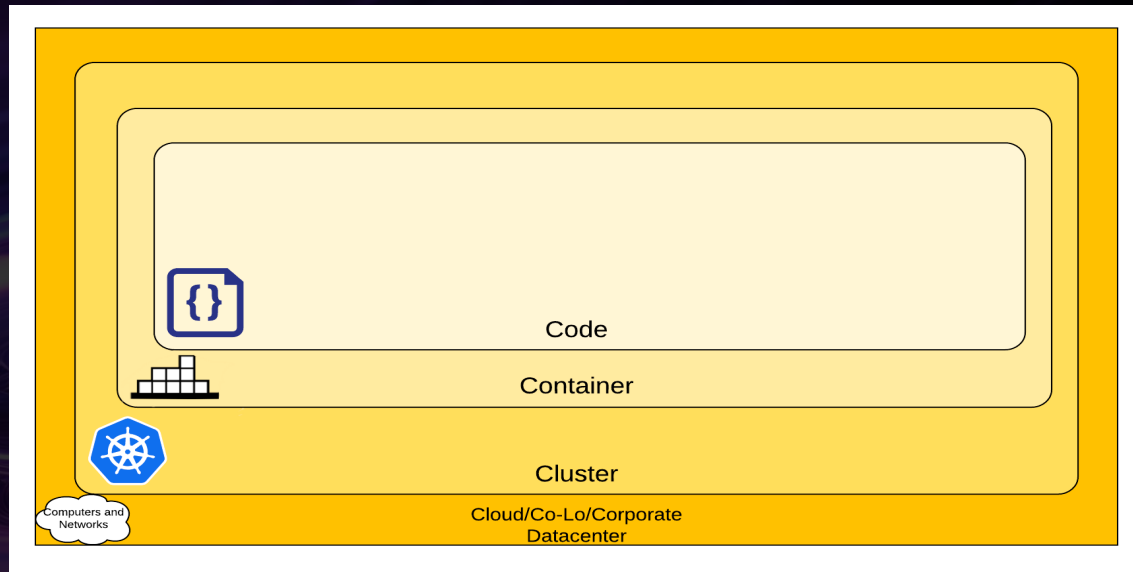 {}
Code
Container
Cluster
Computers and
Networks
Cloud/Co-Lo/Corporate
Datacenter